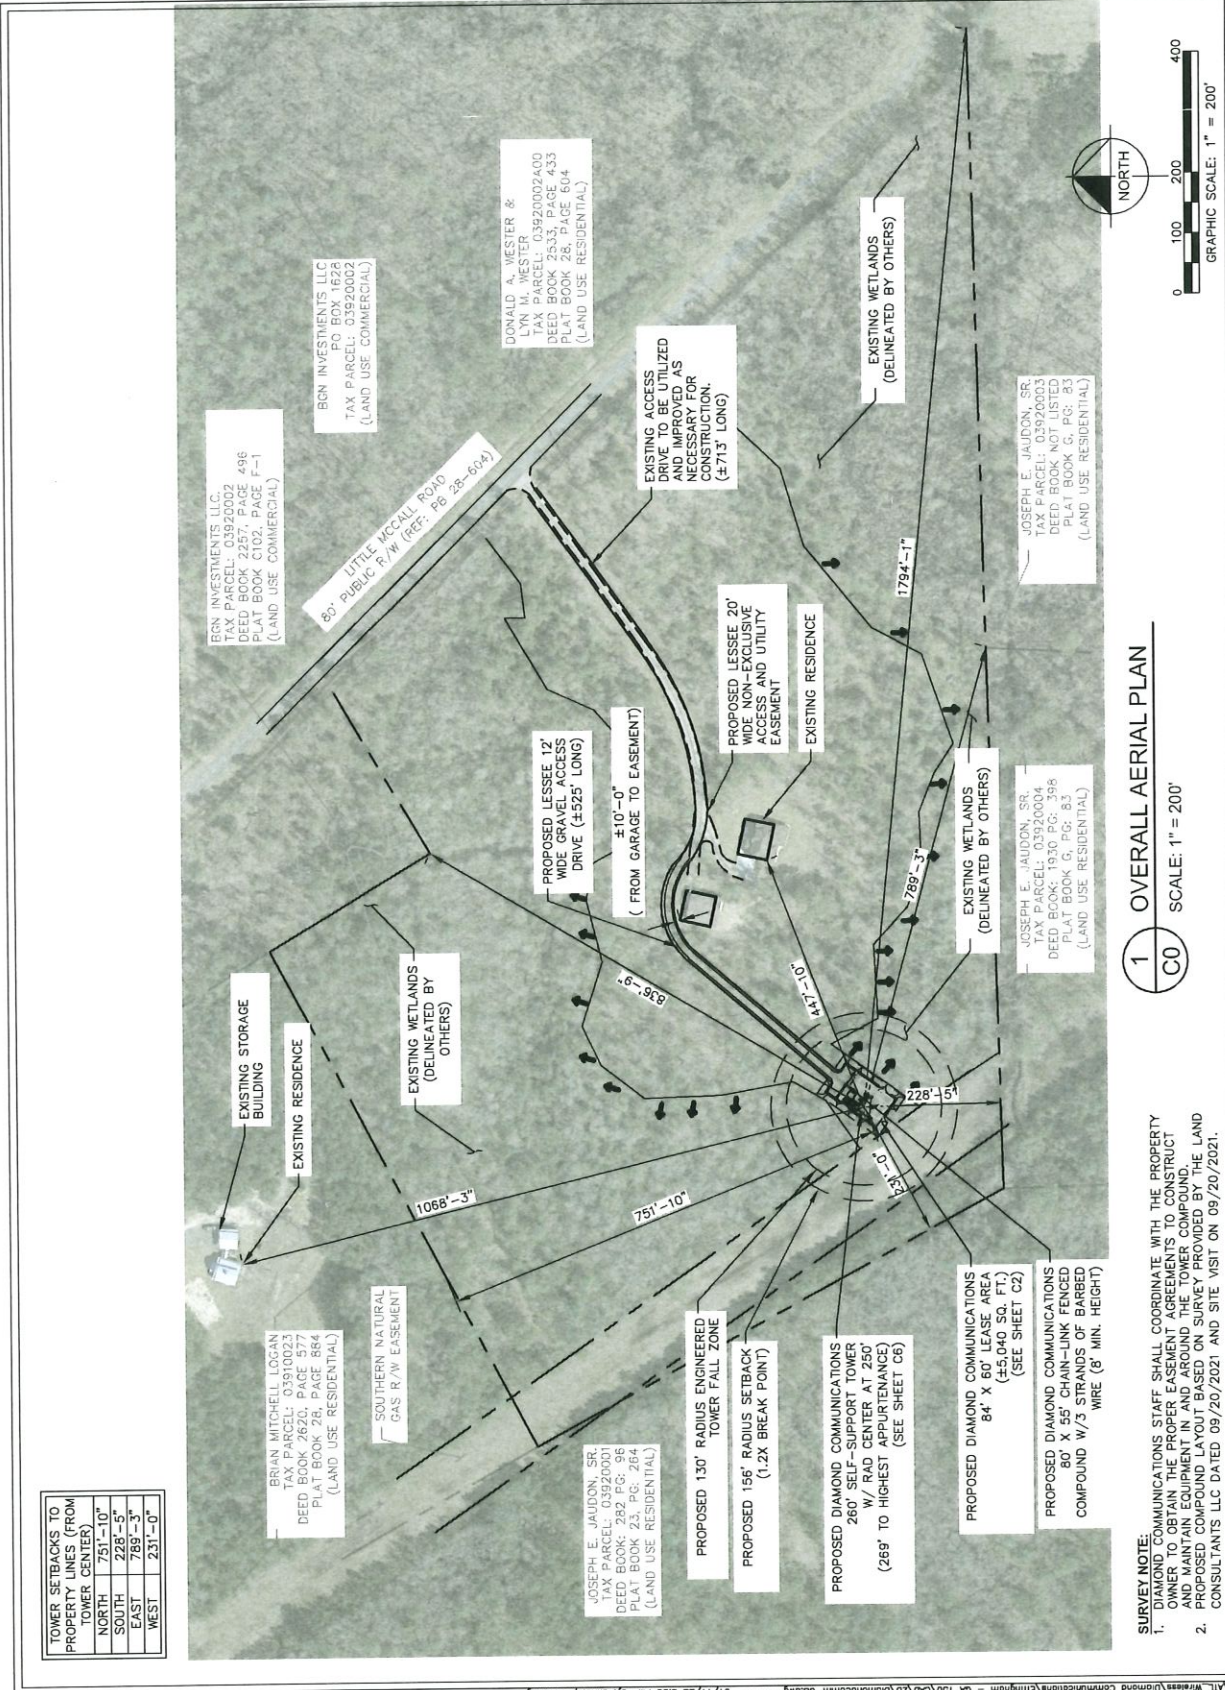 TOWER SETBACKS TO
PROPERTY LINES (FROM
TOWER CENTER)
NORTH 751'-10"
SOUTH 228'-5"
EAST 789'-3"
WEST 231'-0"
EXISTING STORAGE
BUILDING
EXISTING RESIDENCE
BRIAN MITCHELL LOGAN
TAX PARCEL: 03910023
DEED BOOK 2620, PAGE 577
PLAT BOOK 28, PAGE 884
(LAND USE RESIDENTIAL)
SOUTHERN NATURAL
GAS R/W EASEMENT
EXISTING WETLANDS
(DELINEATED BY
OTHERS)
1068'-3"
751'-10"
836'-9"
BGN INVESTMENTS LLC.
TAX PARCEL: 03920002
DEED BOOK 2257, PAGE 496
PLAT BOOK C102, PAGE F-1
(LAND USE COMMERCIAL)
BGN INVESTMENTS LLC
PO BOX 1628
TAX PARCEL: 03920002
(LAND USE COMMERCIAL)
LITTLE MCCALL ROAD
80' PUBLIC R/W (REF: PB 28-604)
DONALD A. WESTER &
LYN M. WESTER
TAX PARCEL: 03920002A00
DEED BOOK 2533, PAGE 433
PLAT BOOK 28, PAGE 604
(LAND USE RESIDENTIAL)
PROPOSED LESSEE 12'
WIDE GRAVEL ACCESS
DRIVE (±525' LONG)
±10'-0"
( FROM GARAGE TO EASEMENT)
EXISTING ACCESS
DRIVE TO BE UTILIZED
AND IMPROVED AS
NECESSARY FOR
CONSTRUCTION.
(±713' LONG)
PROPOSED LESSEE 20'
WIDE NON-EXCLUSIVE
ACCESS AND UTILITY
EASEMENT
EXISTING RESIDENCE
447'-10"
JOSEPH E. JAUDON, SR.
TAX PARCEL: 03920001
DEED BOOK: 282 PG: 96
PLAT BOOK 23, PG: 264
(LAND USE RESIDENTIAL)
PROPOSED 130' RADIUS ENGINEERED
TOWER FALL ZONE
PROPOSED 156' RADIUS SETBACK
(1.2X BREAK POINT)
PROPOSED DIAMOND COMMUNICATIONS
260' SELF-SUPPORT TOWER
W/ RAD CENTER AT 250'
(269' TO HIGHEST APPURTENANCE)
(SEE SHEET C6)
PROPOSED DIAMOND COMMUNICATIONS
84' X 60' LEASE AREA
(±5,040 SQ. FT.)
(SEE SHEET C2)
PROPOSED DIAMOND COMMUNICATIONS
80' X 55' CHAIN-LINK FENCED
COMPOUND W/3 STRANDS OF BARBED
WIRE (8' MIN. HEIGHT)
231'-0"
228'-5"
789'-3"
1794'-1"
EXISTING WETLANDS
(DELINEATED BY OTHERS)
EXISTING WETLANDS
(DELINEATED BY OTHERS)
JOSEPH E. JAUDON, SR.
TAX PARCEL: 03920004
DEED BOOK: 1930 PG: 398
PLAT BOOK G, PG: 83
(LAND USE RESIDENTIAL)
JOSEPH E. JAUDON, SR.
TAX PARCEL: 03920003
DEED BOOK NOT LISTED
PLAT BOOK G, PG: 83
(LAND USE RESIDENTIAL)
SURVEY NOTE:
1. DIAMOND COMMUNICATIONS STAFF SHALL COORDINATE WITH THE PROPERTY
OWNER TO OBTAIN THE PROPER EASEMENT AGREEMENTS TO CONSTRUCT
AND MAINTAIN EQUIPMENT IN AND AROUND THE TOWER COMPOUND.
2. PROPOSED COMPOUND LAYOUT BASED ON SURVEY PROVIDED BY THE LAND
CONSULTANTS LLC DATED 09/20/2021 AND SITE VISIT ON 09/20/2021.
1
C0
OVERALL AERIAL PLAN
SCALE: 1" = 200'
NORTH
0 100 200 400
GRAPHIC SCALE: 1" = 200'